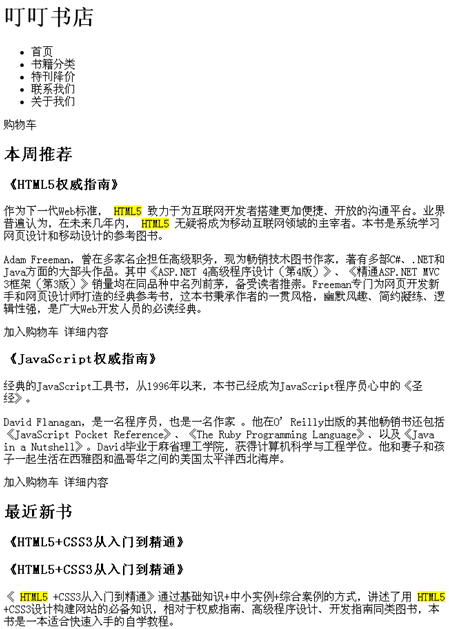 叮叮书店
首页
书籍分类
特刊降价
联系我们
关于我们
购物车
本周推荐
《HTML5权威指南》
作为下一代Web标准， HTML5 致力于为互联网开发者搭建更加便捷、开放的沟通平台。业界
普遍认为，在未来几年内， HTML5 无疑将成为移动互联网领域的主宰者。本书是系统学习
网页设计和移动设计的参考图书。
Adam Freeman，曾在多家名企担任高级职务，现为畅销技术图书作家，著有多部C#、.NET和
Java方面的大部头作品。其中《ASP.NET 4高级程序设计（第4版）》、《精通ASP.NET MVC
3框架（第3版）》销量均在同品种中名列前茅，备受读者推崇。Freeman专门为网页开发新
手和网页设计师打造的经典参考书，这本书秉承作者的一贯风格，幽默风趣、简约凝练、逻
辑性强，是广大Web开发人员的必读经典。
加入购物车 详细内容
《JavaScript权威指南》
经典的JavaScript工具书，从1996年以来，本书已经成为JavaScript程序员心中的《圣
经》。
David Flanagan，是一名程序员，也是一名作家 。他在O’Reilly出版的其他畅销书还包括
《JavaScript Pocket Reference》、《The Ruby Programming Language》、以及《Java
in a Nutshell》。David毕业于麻省理工学院，获得计算机科学与工程学位。他和妻子和孩
子一起生活在西雅图和温哥华之间的美国太平洋西北海岸。
加入购物车 详细内容
最近新书
《HTML5+CSS3从入门到精通》
《HTML5+CSS3从入门到精通》
《 HTML5 +CSS3从入门到精通》通过基础知识+中小实例+综合案例的方式，讲述了用 HTML5
+CSS3设计构建网站的必备知识，相对于权威指南、高级程序设计、开发指南同类图书，本
书是一本适合快速入手的自学教程。